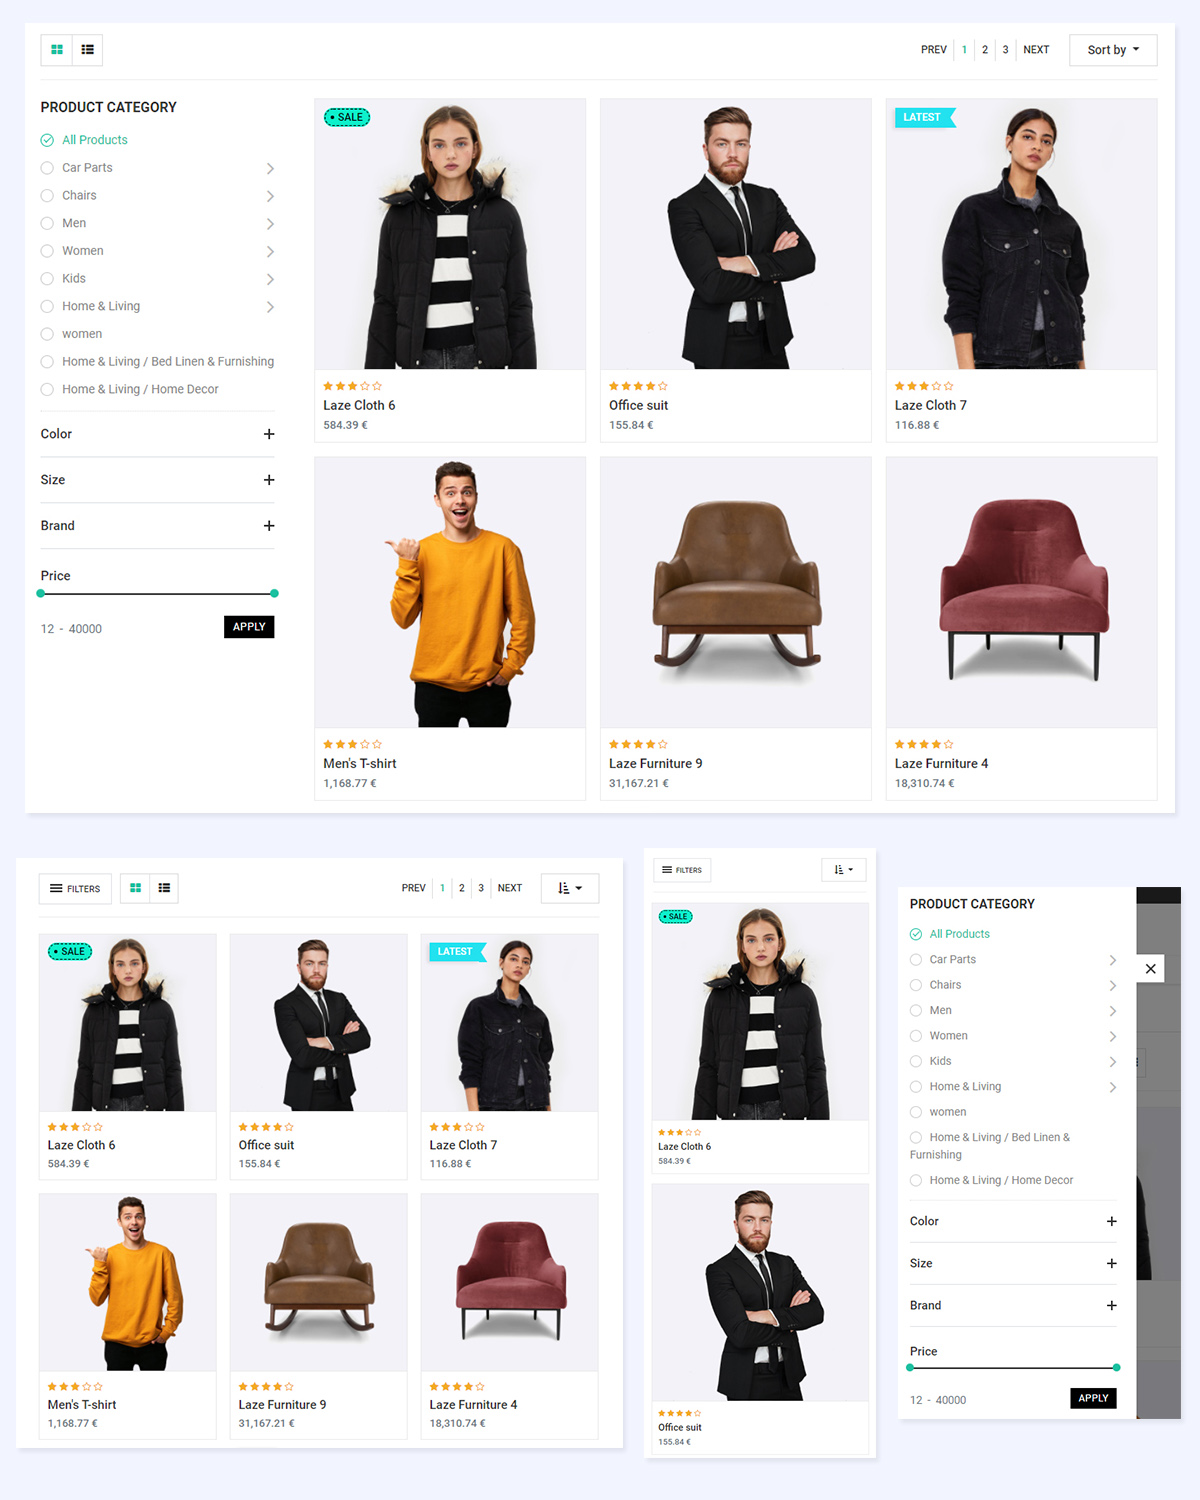 PREV 1 2 3 NEXT Sort by
PRODUCT CATEGORY
All Products
Car Parts
Chairs
Men
Women
Kids
Home & Living
women
Home & Living / Bed Linen & Furnishing
Home & Living / Home Decor
Color
Size
Brand
Price
12 - 40000 APPLY
SALE
Laze Cloth 6
584.39 €
Office suit
155.84 €
LATEST
Laze Cloth 7
116.88 €
Men's T-shirt
1,168.77 €
Laze Furniture 9
31,167.21 €
Laze Furniture 4
18,310.74 €
FILTERS PREV 1 2 3 NEXT
SALE
Laze Cloth 6
584.39 €
Office suit
155.84 €
LATEST
Laze Cloth 7
116.88 €
Men's T-shirt
1,168.77 €
Laze Furniture 9
31,167.21 €
Laze Furniture 4
18,310.74 €
FILTERS
SALE
Laze Cloth 6
584.39 €
Office suit
155.84 €
PRODUCT CATEGORY
All Products
Car Parts
Chairs
Men
Women
Kids
Home & Living
women
Home & Living / Bed Linen &
Furnishing
Home & Living / Home Decor
Color
Size
Brand
Price
12 - 40000 APPLY